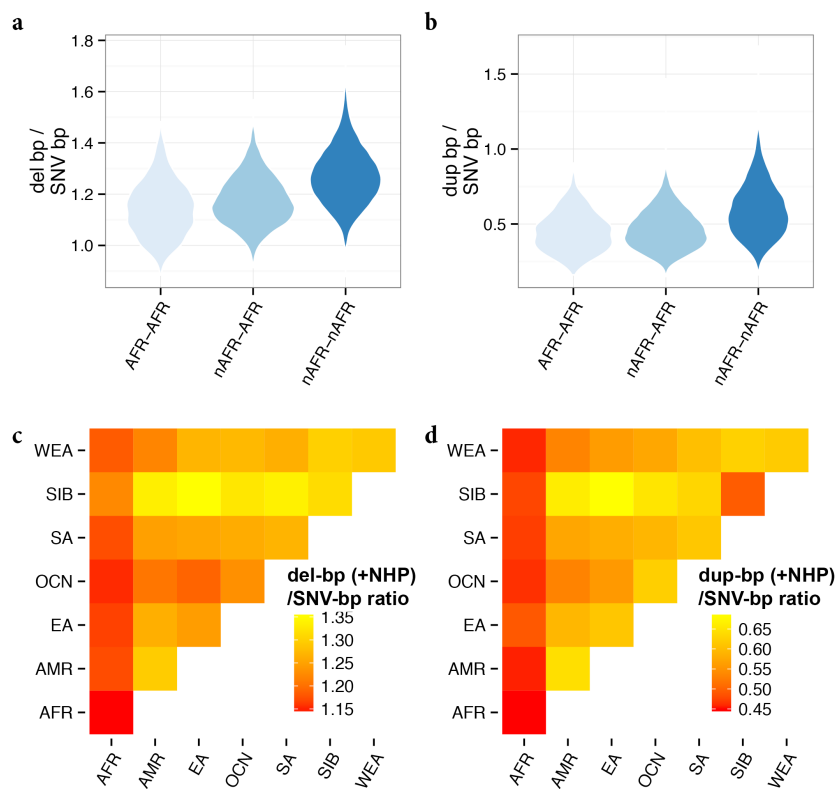 a
del bp /
SNV bp
1.8
1.6
1.4
1.2
1.0
AFR−AFR
nAFR−AFR
nAFR−nAFR
b
dup bp /
SNV bp
1.5
1.0
0.5
AFR−AFR
nAFR−AFR
nAFR−nAFR
c
WEA
SIB
SA
OCN
EA
AMR
AFR
del-bp (+NHP)
/SNV-bp ratio
1.35
1.30
1.25
1.20
1.15
AFR
AMR
EA
OCN
SA
SIB
WEA
d
WEA
SIB
SA
OCN
EA
AMR
AFR
dup-bp (+NHP)
/SNV-bp ratio
0.65
0.60
0.55
0.50
0.45
AFR
AMR
EA
OCN
SA
SIB
WEA